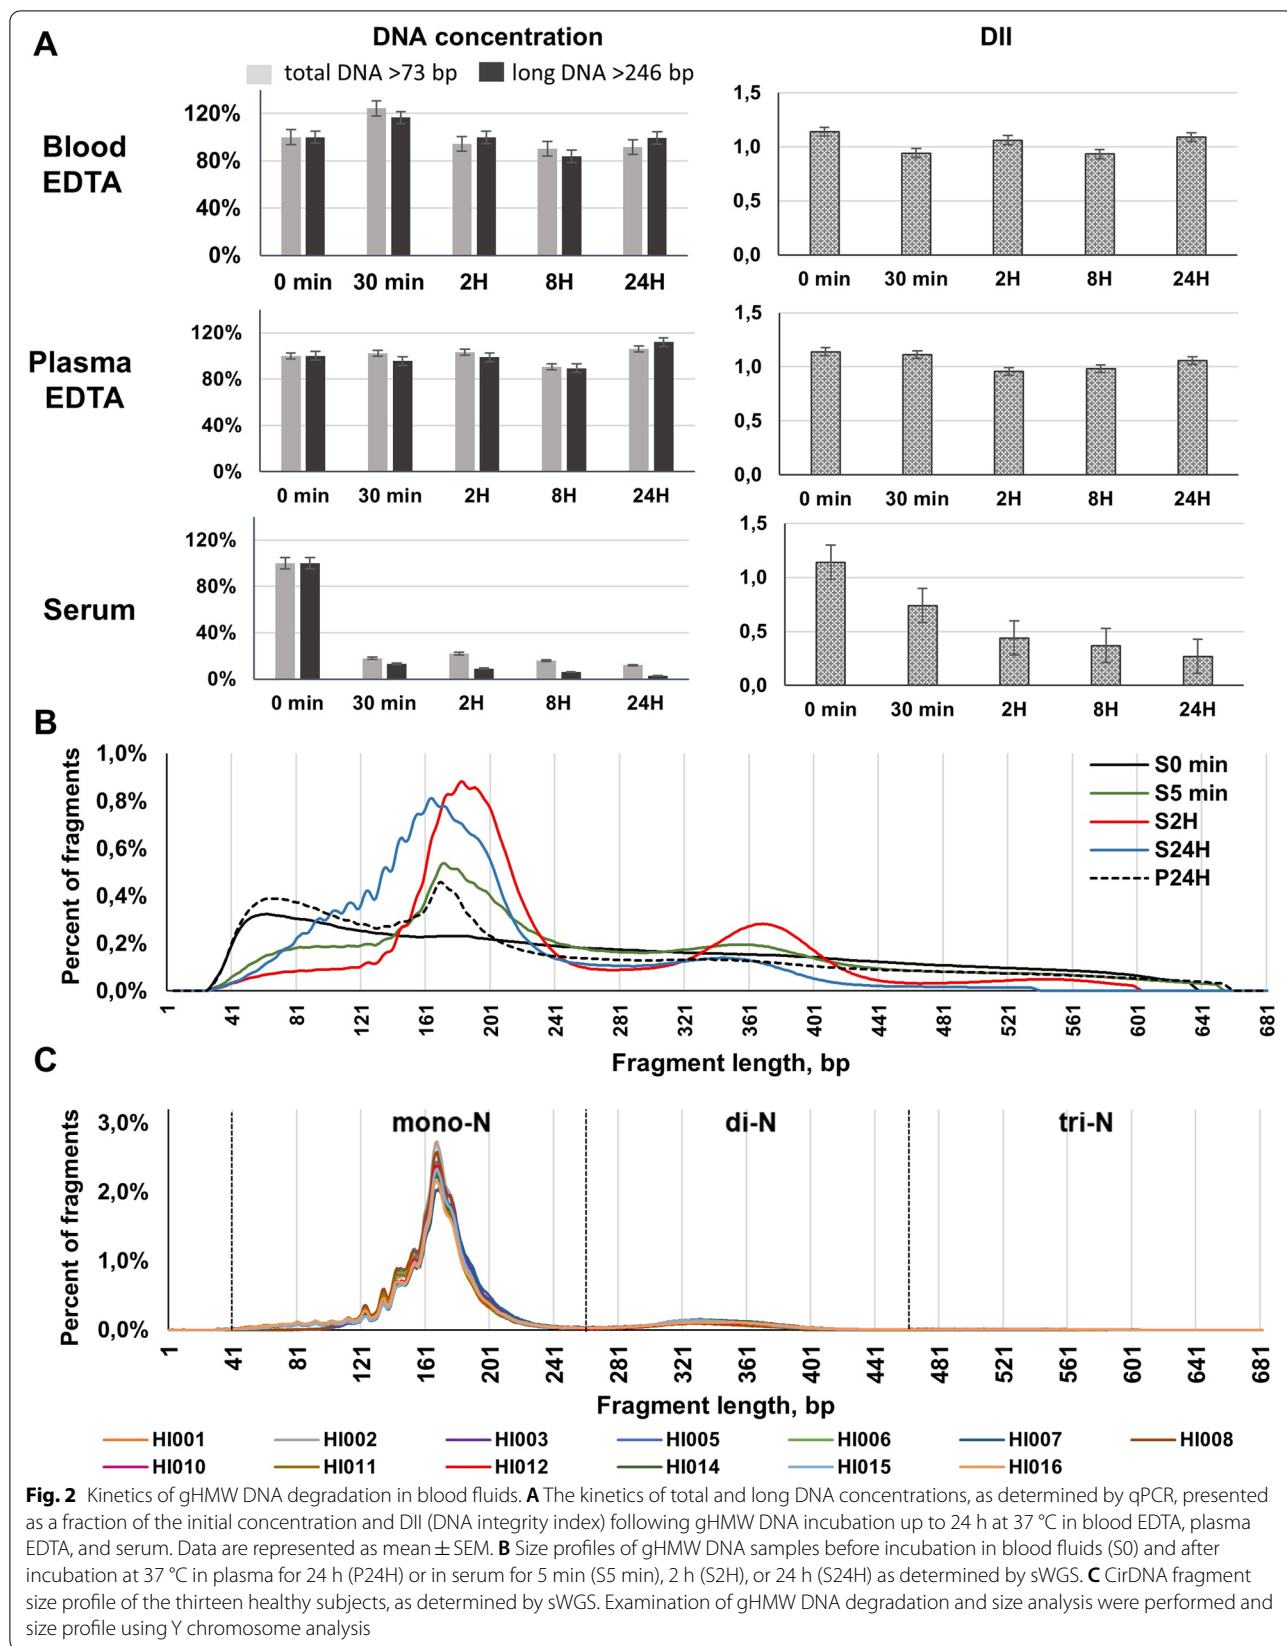 A
DNA concentration
DII
total DNA >73 bp
long DNA >246 bp
Blood
EDTA
120%
80%
40%
0%
0 min 30 min 2H 8H 24H
1,5
1,0
0,5
0,0
0 min 30 min 2H 8H 24H
Plasma
EDTA
120%
80%
40%
0%
0 min 30 min 2H 8H 24H
1,5
1,0
0,5
0,0
0 min 30 min 2H 8H 24H
Serum
120%
80%
40%
0%
0 min 30 min 2H 8H 24H
1,5
1,0
0,5
0,0
0 min 30 min 2H 8H 24H
B
Percent of fragments
1,0%
0,8%
0,6%
0,4%
0,2%
0,0%
S0 min
S5 min
S2H
S24H
P24H
1 41 81 121 161 201 241 281 321 361 401 441 481 521 561 601 641 681
Fragment length, bp
C
Percent of fragments
3,0%
2,0%
1,0%
0,0%
mono-N di-N tri-N
1 41 81 121 161 201 241 281 321 361 401 441 481 521 561 601 641 681
Fragment length, bp
HI001 HI002 HI003 HI005 HI006 HI007 HI008
HI010 HI011 HI012 HI014 HI015 HI016
Fig. 2 Kinetics of gHMW DNA degradation in blood fluids. A The kinetics of total and long DNA concentrations, as determined by qPCR, presented
as a fraction of the initial concentration and DII (DNA integrity index) following gHMW DNA incubation up to 24 h at 37 °C in blood EDTA, plasma
EDTA, and serum. Data are represented as mean ± SEM. B Size profiles of gHMW DNA samples before incubation in blood fluids (S0) and after
incubation at 37 °C in plasma for 24 h (P24H) or in serum for 5 min (S5 min), 2 h (S2H), or 24 h (S24H) as determined by sWGS. C CirDNA fragment
size profile of the thirteen healthy subjects, as determined by sWGS. Examination of gHMW DNA degradation and size analysis were performed and
size profile using Y chromosome analysis